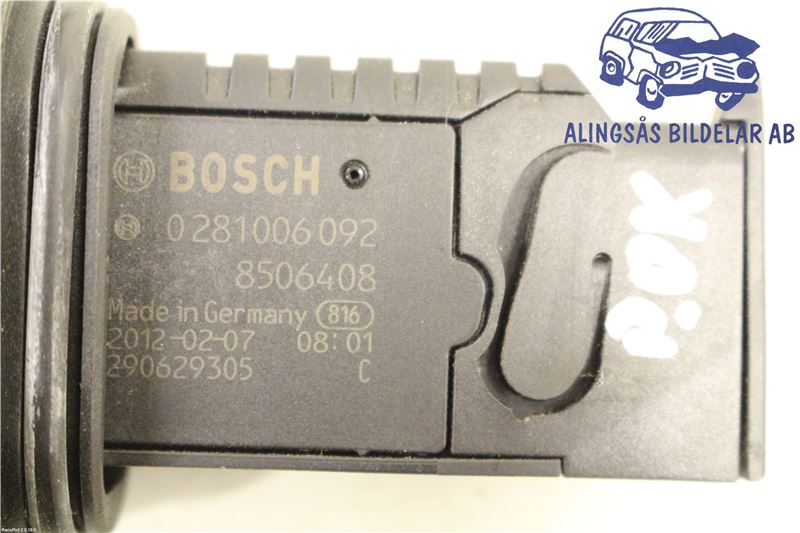 ALINGSÅS BILDELAR AB
BOSCH
0 281 006 092
8506408
Made in Germany 816
2012-02-07 08:01
290629305 C